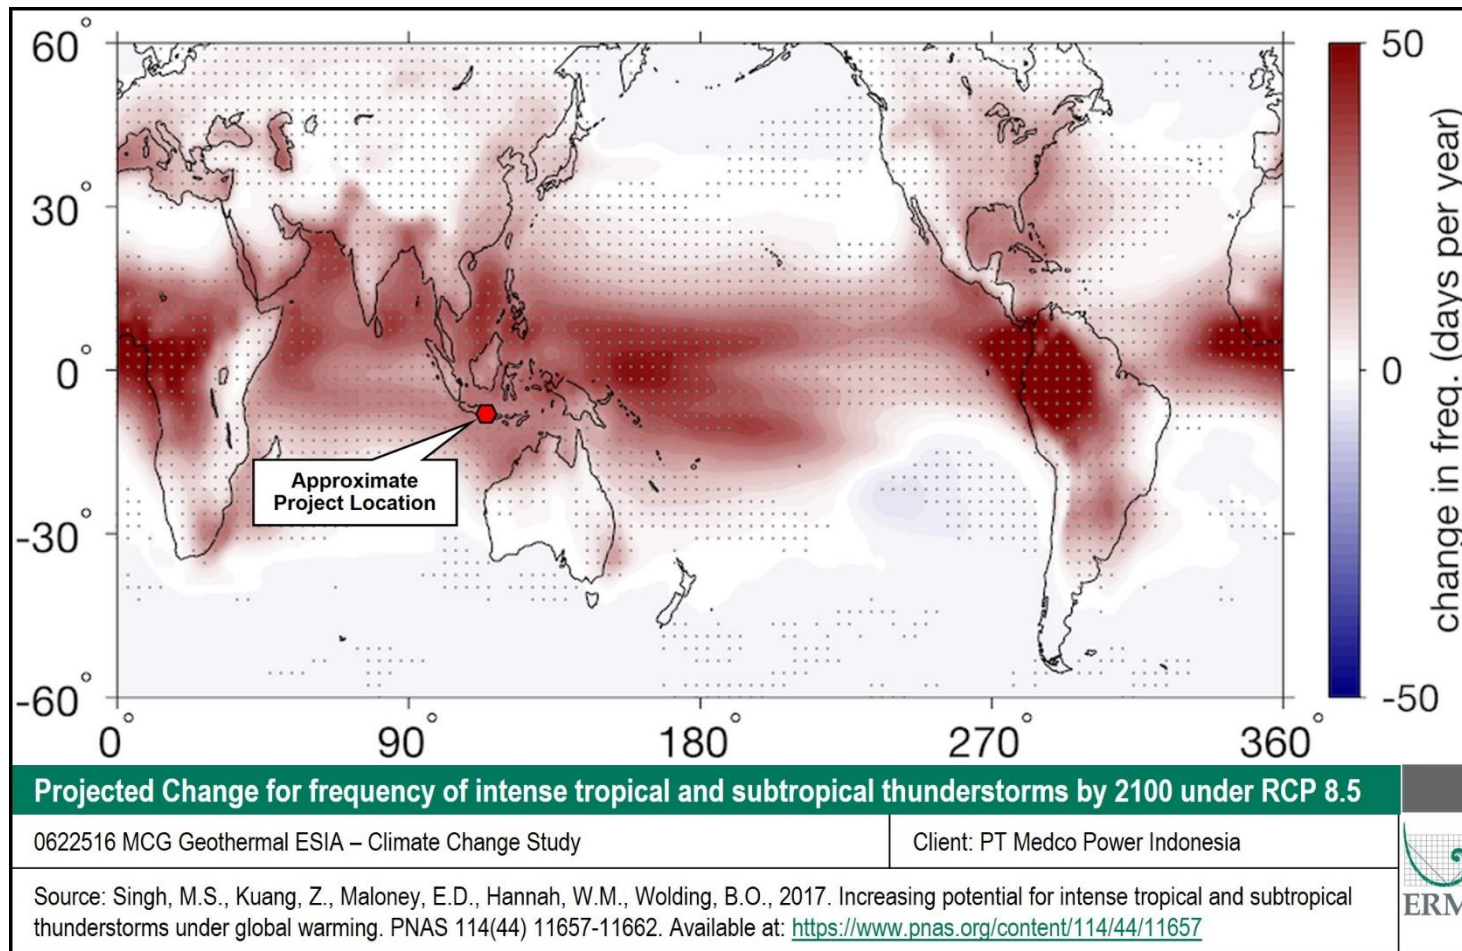 60°
30°
0°
-30°
-60°
0°
90°
180°
270°
360°
50
0
-50
change in freq. (days per year)
Approximate
Project Location
Projected Change for frequency of intense tropical and subtropical thunderstorms by 2100 under RCP 8.5
0622516 MCG Geothermal ESIA – Climate Change Study
Client: PT Medco Power Indonesia
Source: Singh, M.S., Kuang, Z., Maloney, E.D., Hannah, W.M., Wolding, B.O., 2017. Increasing potential for intense tropical and subtropical
thunderstorms under global warming. PNAS 114(44) 11657-11662. Available at: https://www.pnas.org/content/114/44/11657
ERM